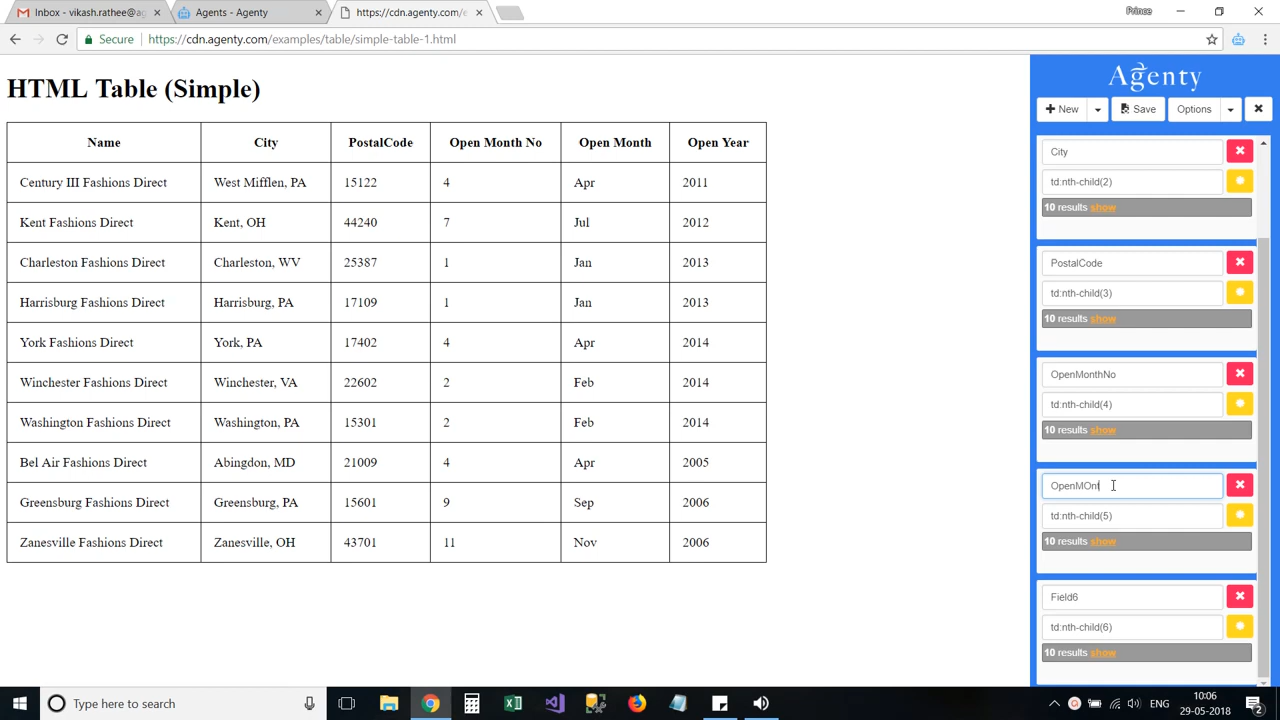 Inbox - vikash.rathee@ag
Agents - Agenty
https://cdn.agenty.com/e
Prince
Secure
https://cdn.agenty.com/examples/table/simple-table-1.html
HTML Table (Simple)
Name City PostalCode Open Month No Open Month Open Year
Century III Fashions Direct West Mifflen, PA 15122 4 Apr 2011
Kent Fashions Direct Kent, OH 44240 7 Jul 2012
Charleston Fashions Direct Charleston, WV 25387 1 Jan 2013
Harrisburg Fashions Direct Harrisburg, PA 17109 1 Jan 2013
York Fashions Direct York, PA 17402 4 Apr 2014
Winchester Fashions Direct Winchester, VA 22602 2 Feb 2014
Washington Fashions Direct Washington, PA 15301 2 Feb 2014
Bel Air Fashions Direct Abingdon, MD 21009 4 Apr 2005
Greensburg Fashions Direct Greensburg, PA 15601 9 Sep 2006
Zanesville Fashions Direct Zanesville, OH 43701 11 Nov 2006
Agenty
New Save Options
City
td:nth-child(2)
10 results show
PostalCode
td:nth-child(3)
10 results show
OpenMonthNo
td:nth-child(4)
10 results show
OpenMOnt
td:nth-child(5)
10 results show
Field6
td:nth-child(6)
10 results show
Type here to search
ENG
10:06
29-05-2018
2